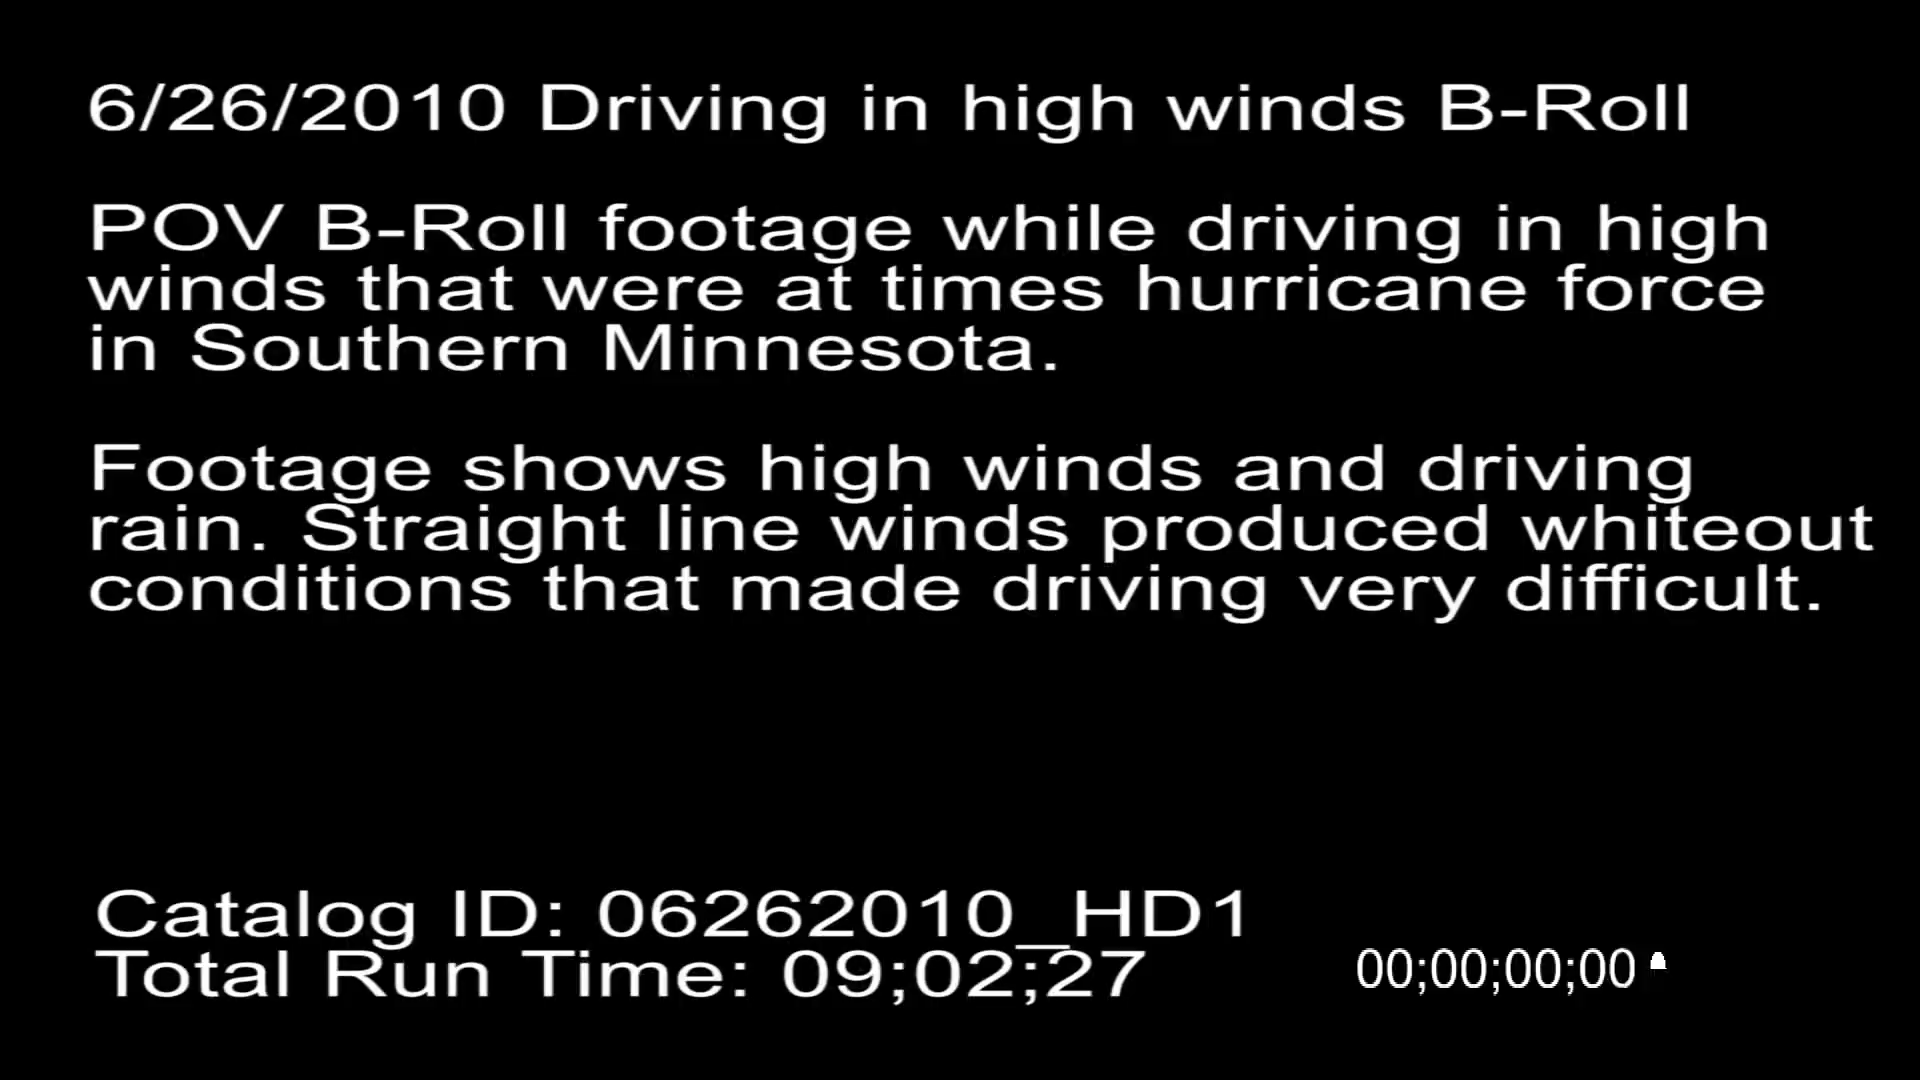 6/26/2010 Driving in high winds B-Roll
POV B-Roll footage while driving in high
winds that were at times hurricane force
in Southern Minnesota.
Footage shows high winds and driving
rain. Straight line winds produced whiteout
conditions that made driving very difficult.
Catalog ID: 06262010_HD1
Total Run Time: 09;02;27
00;00;00;00